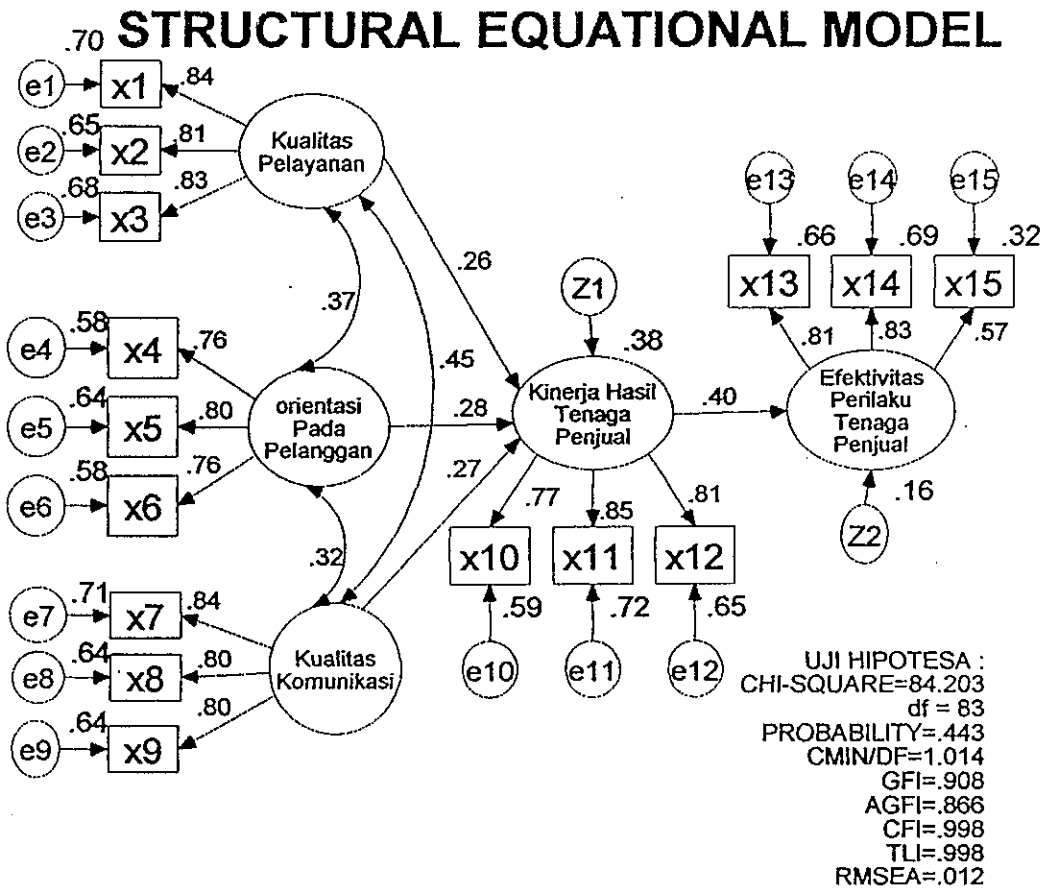 STRUCTURAL EQUATIONAL MODEL
.70
e1
x1
.84
.65
e2
x2
.81
.68
e3
x3
.83
Kualitas
Pelayanan
.58
e4
x4
.76
.64
e5
x5
.80
.58
e6
x6
.76
orientasi
Pada
Pelanggan
.71
e7
x7
.84
.64
e8
x8
.80
.64
e9
x9
.80
Kualitas
Komunikasi
.37
.45
.32
.26
.28
.27
Z1
.38
Kinerja Hasil
Tenaga
Penjual
.77
.85
.81
x10
x11
x12
.59
.72
.65
e10
e11
e12
.40
e13
e14
e15
.66
.69
.32
x13
x14
x15
.81
.83
.57
Efektivitas
Perilaku
Tenaga
Penjual
.16
Z2
UJI HIPOTESA :
CHI-SQUARE=84.203
df = 83
PROBABILITY=.443
CMIN/DF=1.014
GFI=.908
AGFI=.866
CFI=.998
TLI=.998
RMSEA=.012